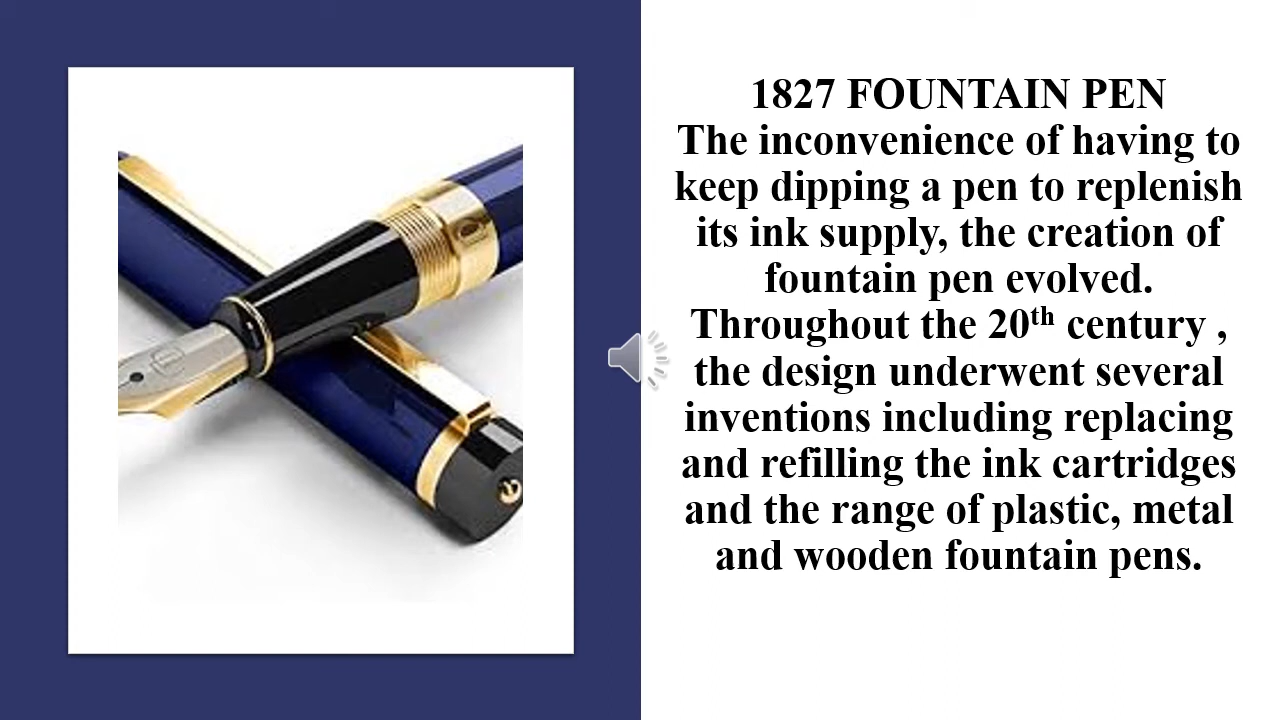 1827 FOUNTAIN PEN
The inconvenience of having to
keep dipping a pen to replenish
its ink supply, the creation of
fountain pen evolved.
Throughout the 20th century ,
the design underwent several
inventions including replacing
and refilling the ink cartridges
and the range of plastic, metal
and wooden fountain pens.